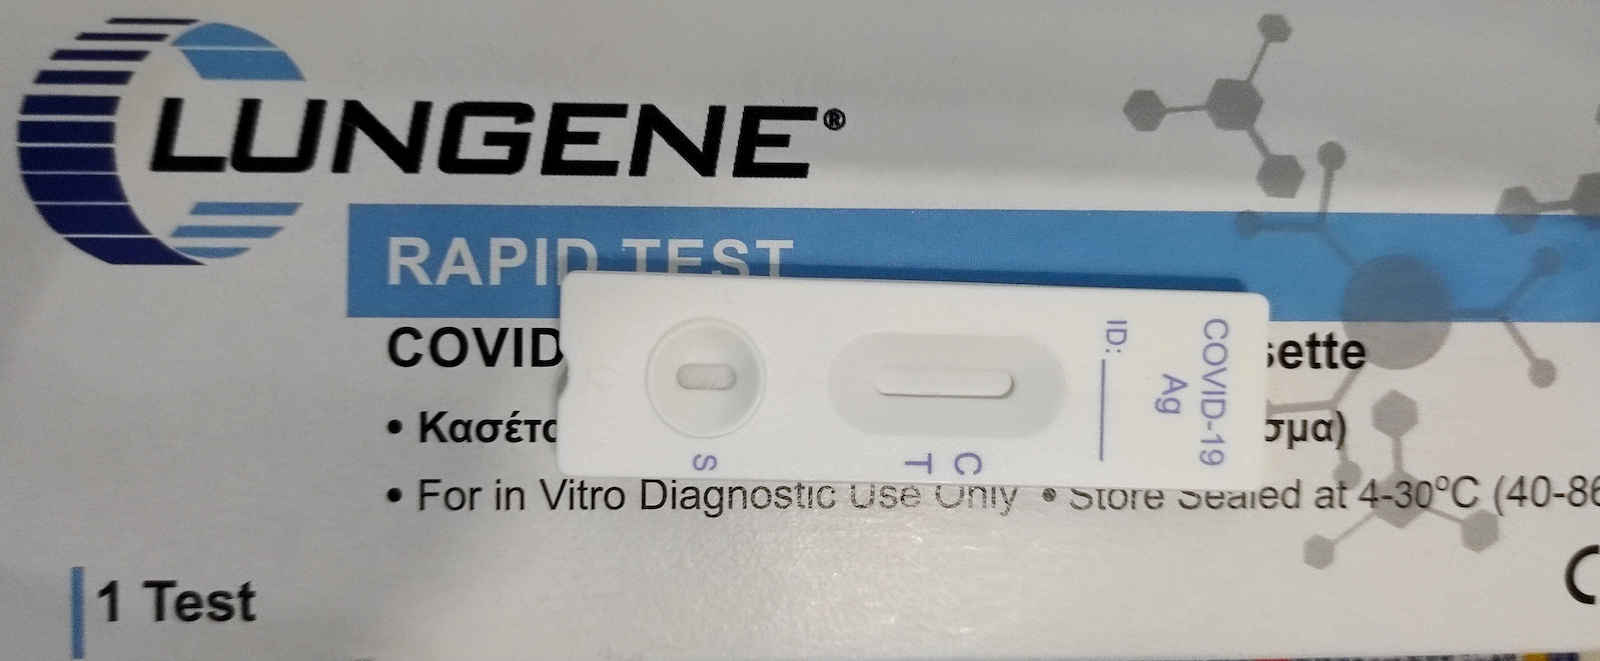 LUNGENE®
RAPID TEST
COVID
sette
• Κασέτα
σμα)
• For in Vitro Diagnostic Use Only • Store Sealed at 4-30°C (40-86
1 Test
S
T
C
ID:
COVID-19
Ag